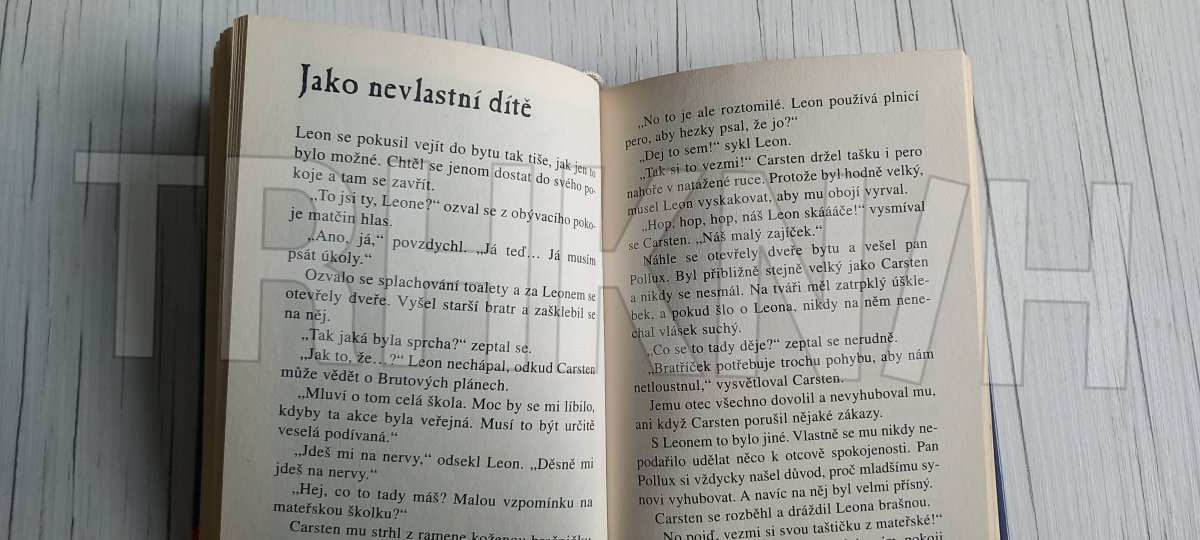 Jako nevlastní dítě
Leon se pokusil vejít do bytu tak tiše, jak jen to
bylo možné. Chtěl se jenom dostat do svého po-
koje a tam se zavřít.
„To jsi ty, Leone?“ ozval se z obývacího poko-
je matčin hlas.
„Ano, já,“ povzdychl. „Já teď... Já musím
psát úkoly.“
Ozvalo se splachování toalety a za Leonem se
otevřely dveře. Vyšel starší bratr a zašklebil se
na něj.
„Tak jaká byla sprcha?“ zeptal se.
„Jak to, že...?“ Leon nechápal, odkud Carsten
může vědět o Brutových plánech.
„Mluví o tom celá škola. Moc by se mi líbilo,
kdyby ta akce byla veřejná. Musí to být určitě
veselá podívaná.“
„Jdeš mi na nervy,“ odsekl Leon. „Děsně mi
jdeš na nervy.“
„Hej, co to tady máš? Malou vzpomínku na
mateřskou školku?“
Carsten mu strhl z ramene koženou
„No to je ale roztomilé. Leon používá plnicí
pero, aby hezky psal, že jo?“
„Dej to sem!“ sykl Leon.
„Tak si to vezmi!“ Carsten držel tašku i pero
nahoře v natažené ruce. Protože byl hodně velký,
musel Leon vyskakovat, aby mu obojí vyrval.
„Hop, hop, hop, náš Leon skáááče!“ vysmíval
se Carsten. „Náš malý zajíček.“
Náhle se otevřely dveře bytu a vešel pan
Pollux. Byl přibližně stejně velký jako Carsten
a nikdy se nesmál. Na tváři měl zatrpklý úškle-
bek, a pokud šlo o Leona, nikdy na něm nene-
chal vlásek suchý.
„Co se to tady děje?“ zeptal se nerudně.
„Bratříček potřebuje trochu pohybu, aby nám
netloustnul,“ vysvětloval Carsten.
Jemu otec všechno dovolil a nevyhuboval mu,
ani když Carsten porušil nějaké zákazy.
S Leonem to bylo jiné. Vlastně se mu nikdy ne-
podařilo udělat něco k otcově spokojenosti. Pan
Pollux si vždycky našel důvod, proč mladšímu sy-
novi vyhubovat. A navíc na něj byl velmi přísný.
Carsten se rozběhl a dráždil Leona brašnou.
„No pojď, vezmi si svou taštičku z mateřské!“
pokoji